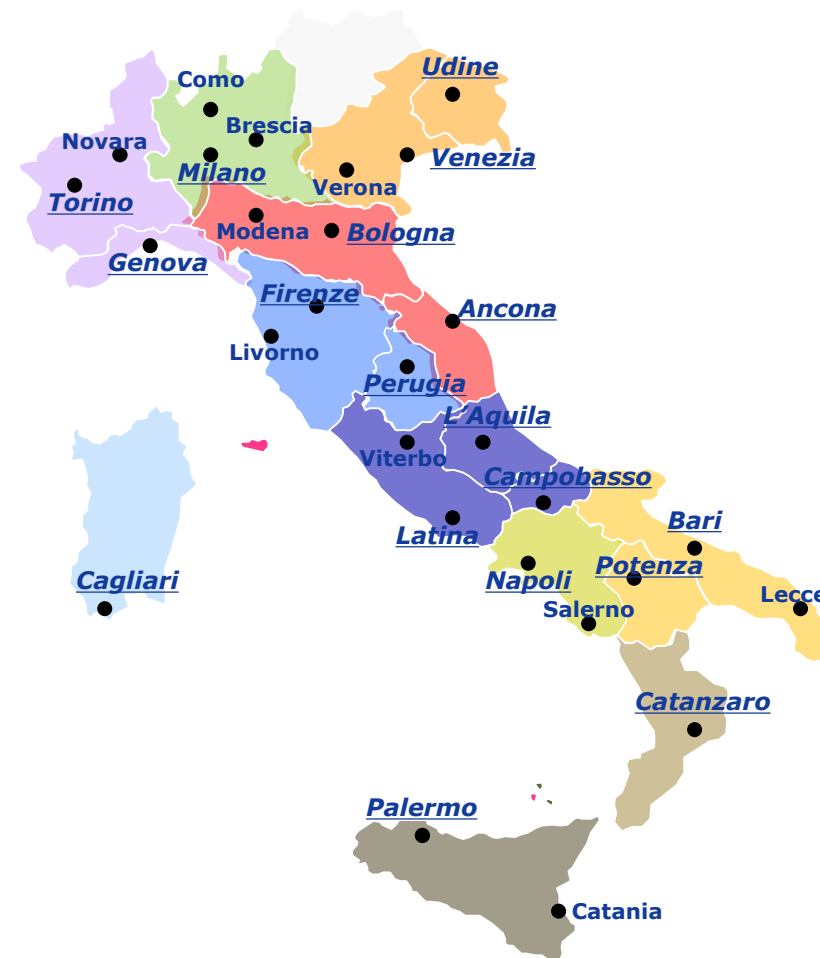 Udine
Como
Brescia
Novara
Milano
Venezia
Verona
Torino
Modena
Bologna
Genova
Firenze
Ancona
Livorno
Perugia
L'Aquila
Viterbo
Campobasso
Latina
Bari
Napoli
Potenza
Cagliari
Salerno
Lecce
Catanzaro
Palermo
Catania